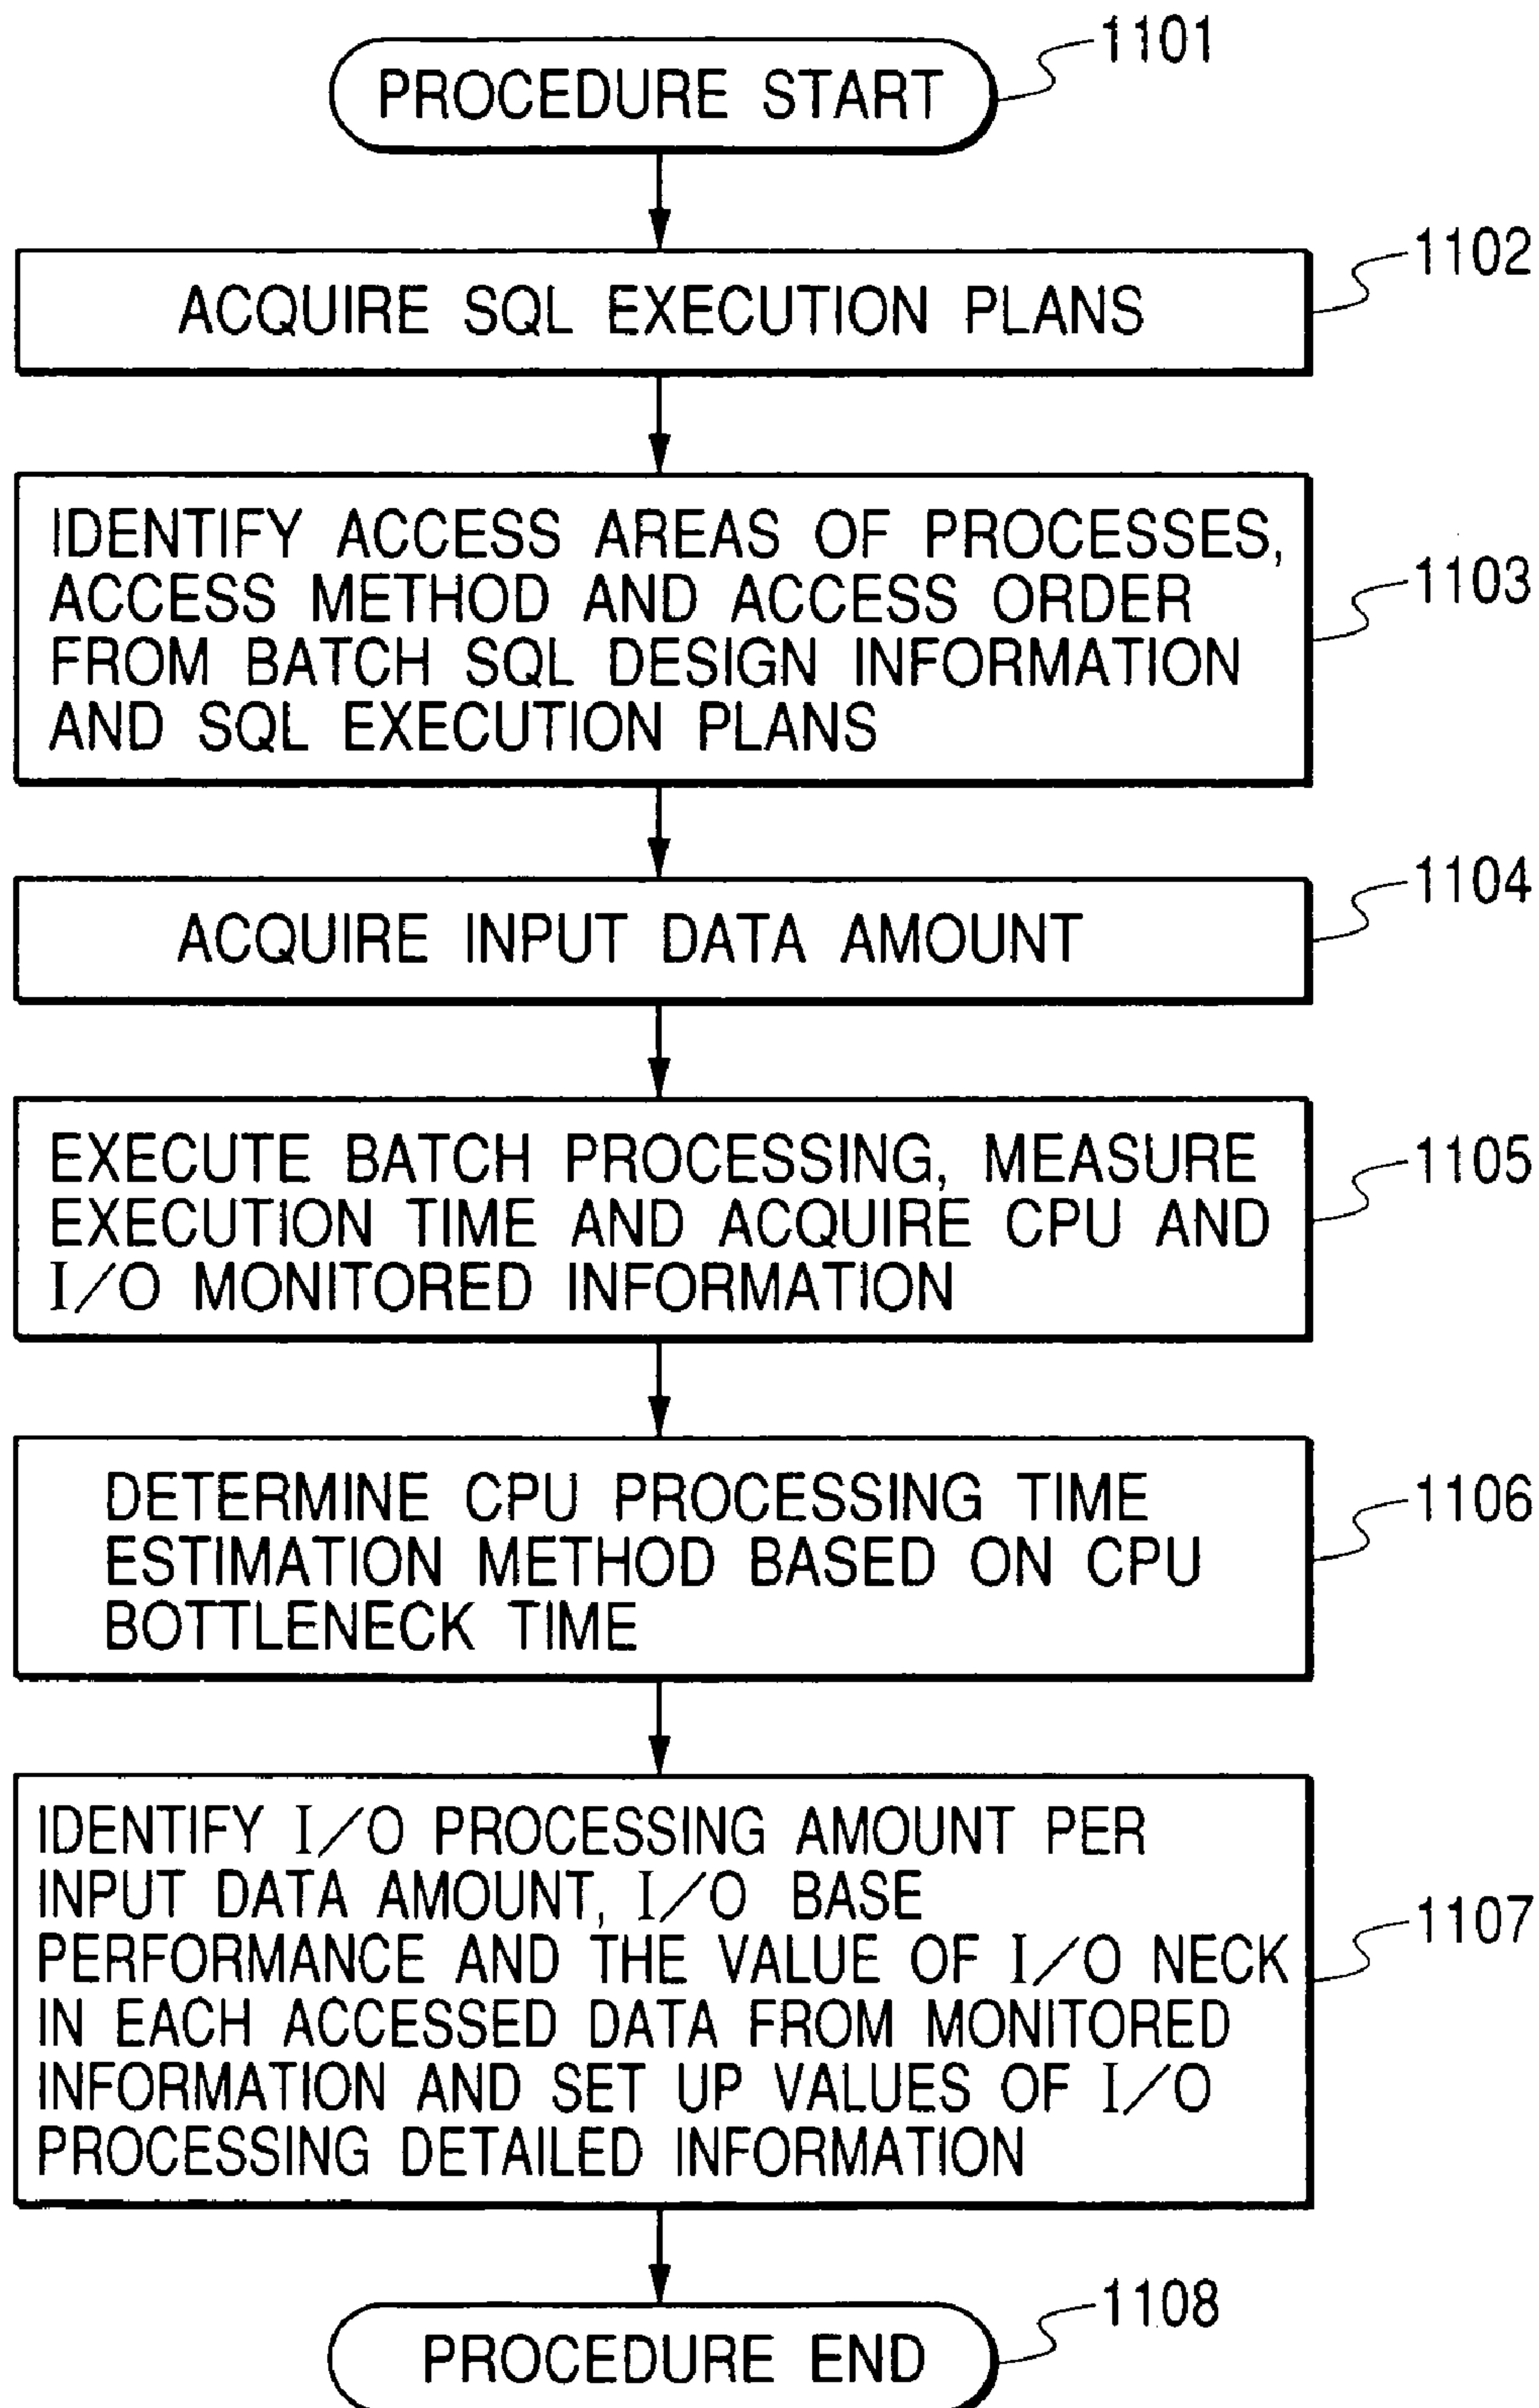 1101
PROCEDURE START
1102
ACQUIRE SQL EXECUTION PLANS
IDENTIFY ACCESS AREAS OF PROCESSES,
1103
ACCESS METHOD AND ACCESS ORDER
FROM BATCH SQL DESIGN INFORMATION
AND SQL EXECUTION PLANS
1104
ACQUIRE INPUT DATA AMOUNT
EXECUTE BATCH PROCESSING, MEASURE
1105
EXECUTION TIME AND ACQUIRE CPU AND
I/O MONITORED INFORMATION
DETERMINE CPU PROCESSING TIME
1106
ESTIMATION METHOD BASED ON CPU
BOTTLENECK TIME
IDENTIFY I/O PROCESSING AMOUNT PER
INPUT DATA AMOUNT, I/O BASE
1107
PERFORMANCE AND THE VALUE OF I/O NECK
IN EACH ACCESSED DATA FROM MONITORED
INFORMATION AND SET UP VALUES OF I/O
PROCESSING DETAILED INFORMATION
1108
PROCEDURE END